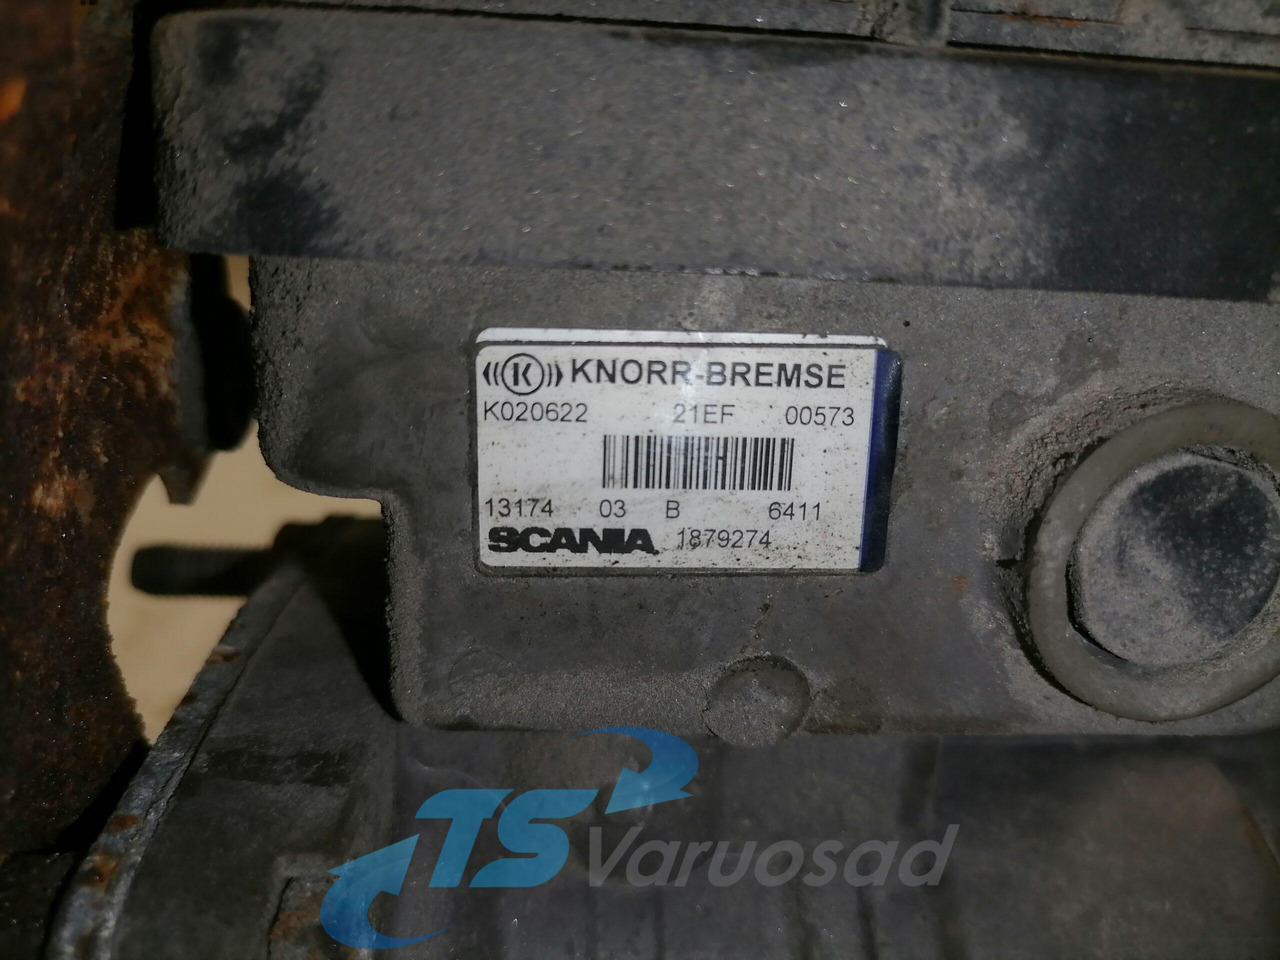 K KNORR-BREMSE
K020622 21EF 00573
13174 03 B 6411
SCANIA 1879274
TS Varuosad